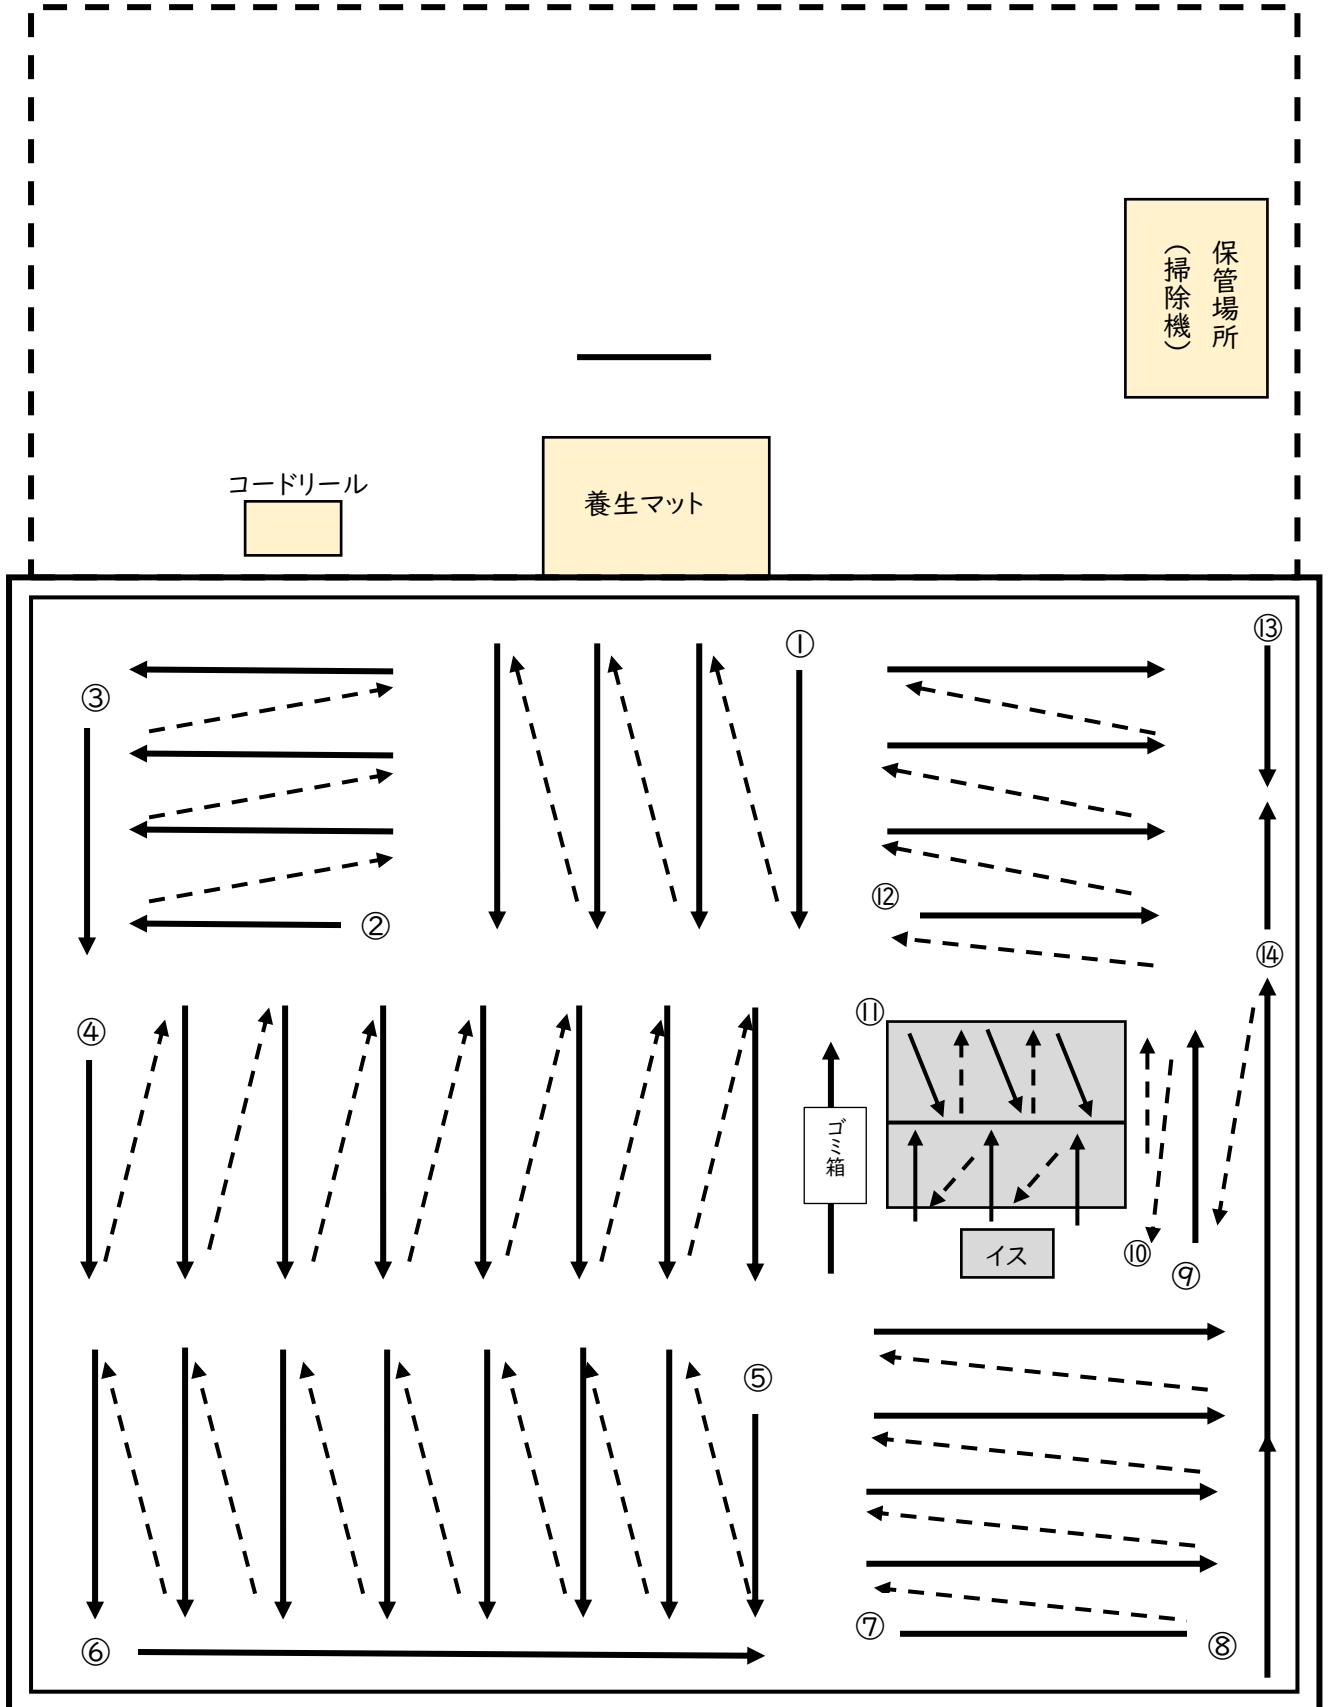 保管場所
（掃除機）
コードリール
養生マット
①
⑬
③
②
⑫
⑭
④
⑪
ゴミ箱
イス
⑩
⑨
⑤
⑦
⑧
⑥